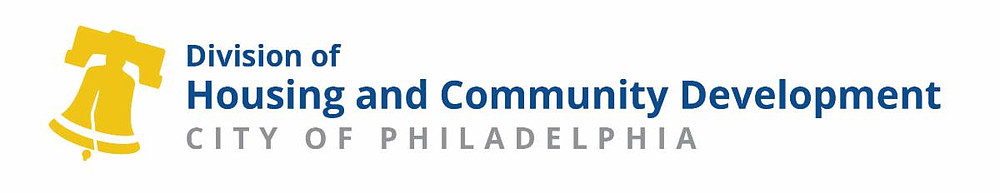 Division of
Housing and Community Development
CITY OF PHILADELPHIA